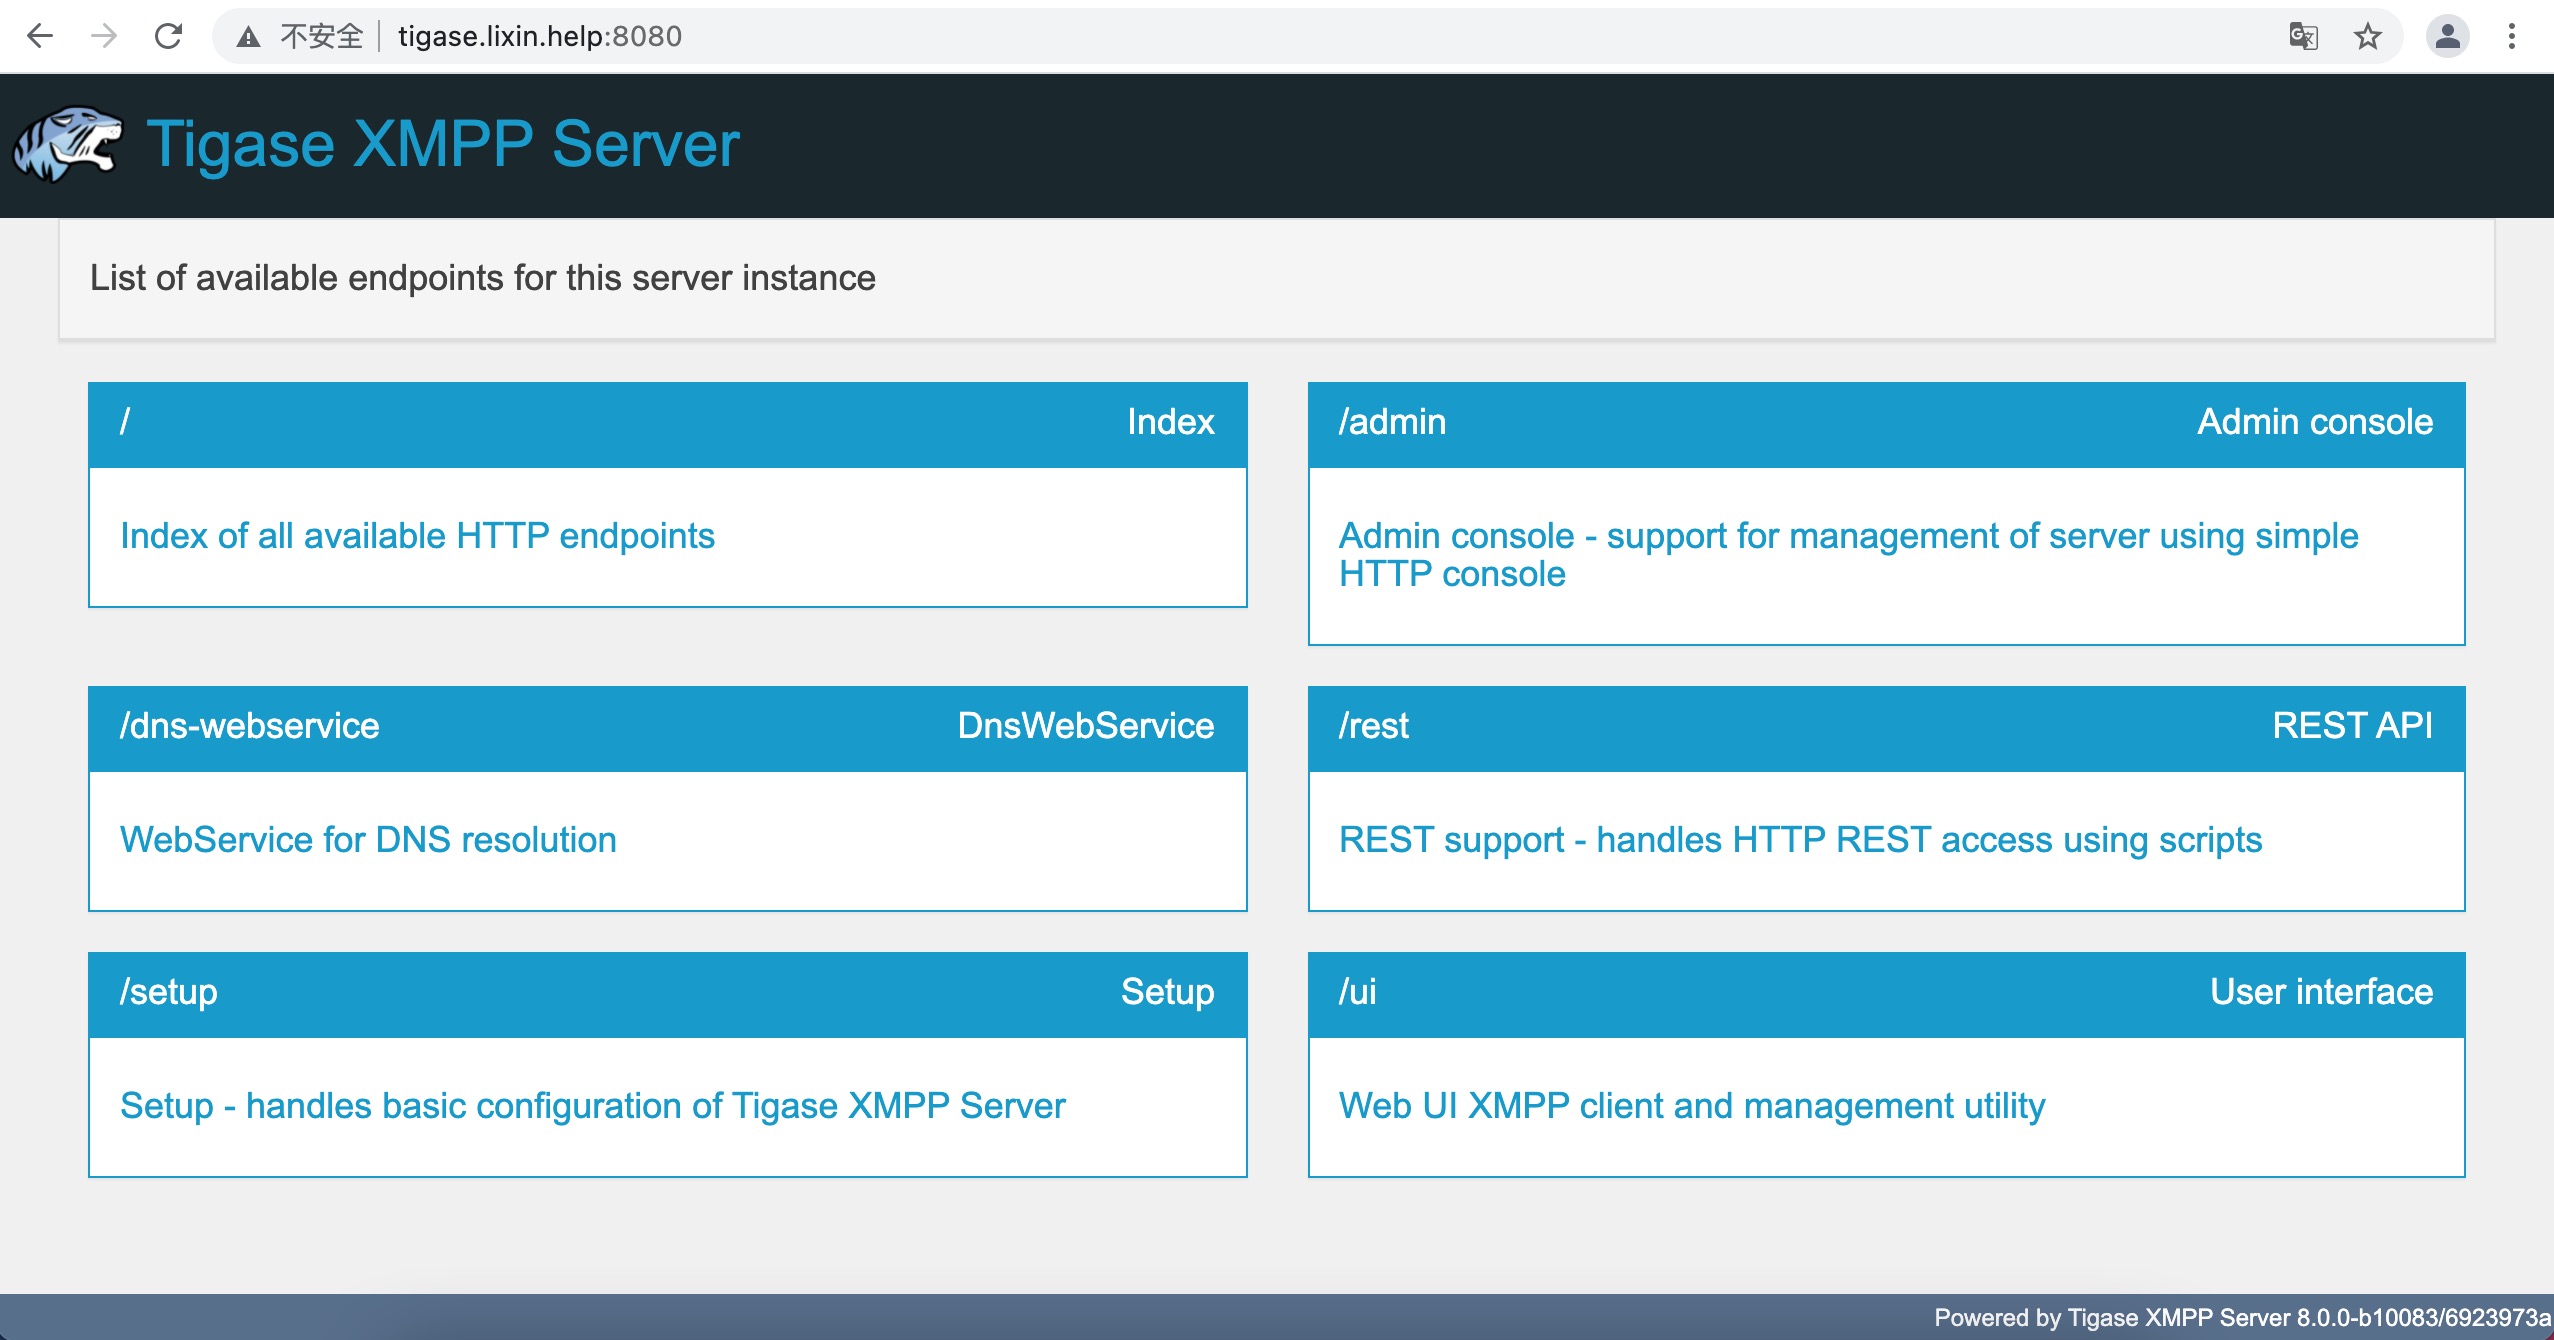 不安全 tigase.lixin.help:8080
Tigase XMPP Server
List of available endpoints for this server instance
/ Index
Index of all available HTTP endpoints
/admin Admin console
Admin console - support for management of server using simple
HTTP console
/dns-webservice DnsWebService
WebService for DNS resolution
/rest REST API
REST support - handles HTTP REST access using scripts
/setup Setup
Setup - handles basic configuration of Tigase XMPP Server
/ui User interface
Web UI XMPP client and management utility
Powered by Tigase XMPP Server 8.0.0-b10083/6923973a